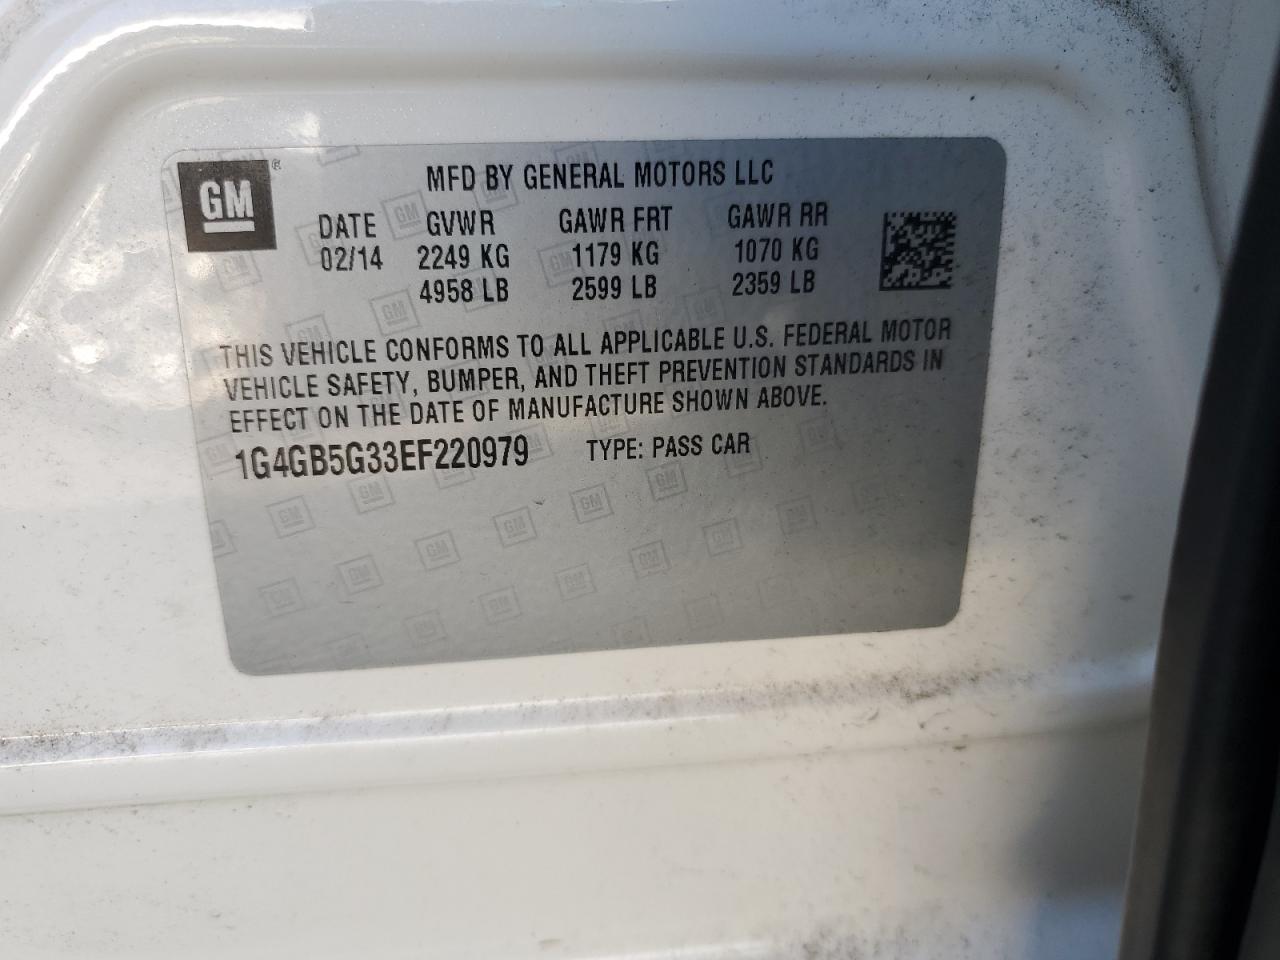 GM ®
MFD BY GENERAL MOTORS LLC
DATE GVWR GAWR FRT GAWR RR
02/14 2249 KG 1179 KG 1070 KG
4958 LB 2599 LB 2359 LB
THIS VEHICLE CONFORMS TO ALL APPLICABLE U.S. FEDERAL MOTOR
VEHICLE SAFETY, BUMPER, AND THEFT PREVENTION STANDARDS IN
EFFECT ON THE DATE OF MANUFACTURE SHOWN ABOVE.
1G4GB5G33EF220979 TYPE: PASS CAR